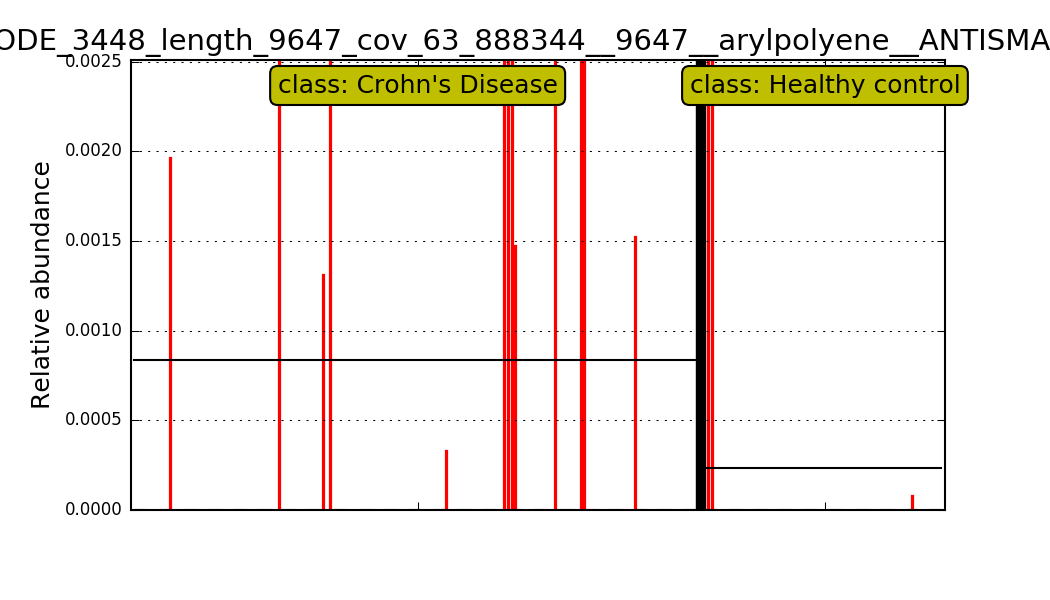 ODE_3448_length_9647_cov_63_888344__9647__arylpolyene__ANTISMA
class: Crohn's Disease
class: Healthy control
Relative abundance
0.0025
0.0020
0.0015
0.0010
0.0005
0.0000